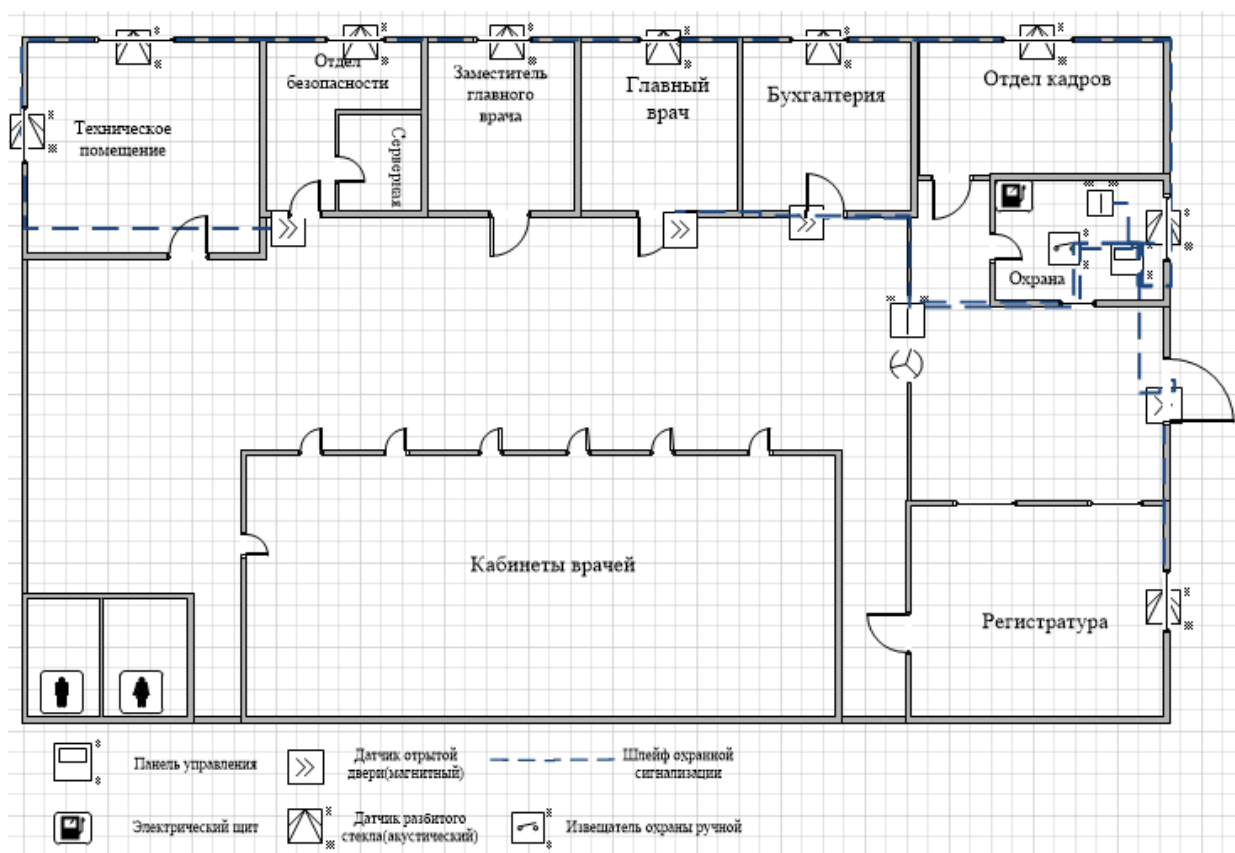 Отдел
безопасности
Заместитель
главного
врача
Главный
врач
Бухгалтерия
Отдел кадров
Техническое
помещение
Серверная
Охрана
Кабинеты врачей
Регистратура
Панель управления
Датчик отрытой
двери(магнитный)
Шлейф охранной
сигнализации
Электрический щит
Датчик разбитого
стекла(акустический)
Извещатель охраны ручной